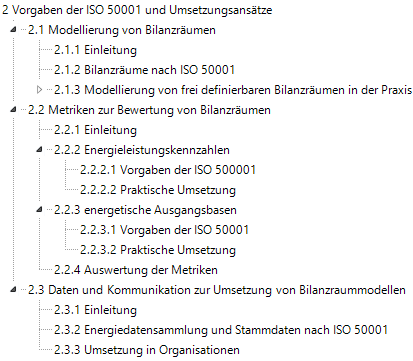 2 Vorgaben der ISO 50001 und Umsetzungsansätze
2.1 Modellierung von Bilanzräumen
2.1.1 Einleitung
2.1.2 Bilanzräume nach ISO 50001
2.1.3 Modellierung von frei definierbaren Bilanzräumen in der Praxis
2.2 Metriken zur Bewertung von Bilanzräumen
2.2.1 Einleitung
2.2.2 Energieleistungskennzahlen
2.2.2.1 Vorgaben der ISO 500001
2.2.2.2 Praktische Umsetzung
2.2.3 energetische Ausgangsbasen
2.2.3.1 Vorgaben der ISO 50001
2.2.3.2 Praktische Umsetzung
2.2.4 Auswertung der Metriken
2.3 Daten und Kommunikation zur Umsetzung von Bilanzraummodellen
2.3.1 Einleitung
2.3.2 Energiedatensammlung und Stammdaten nach ISO 50001
2.3.3 Umsetzung in Organisationen